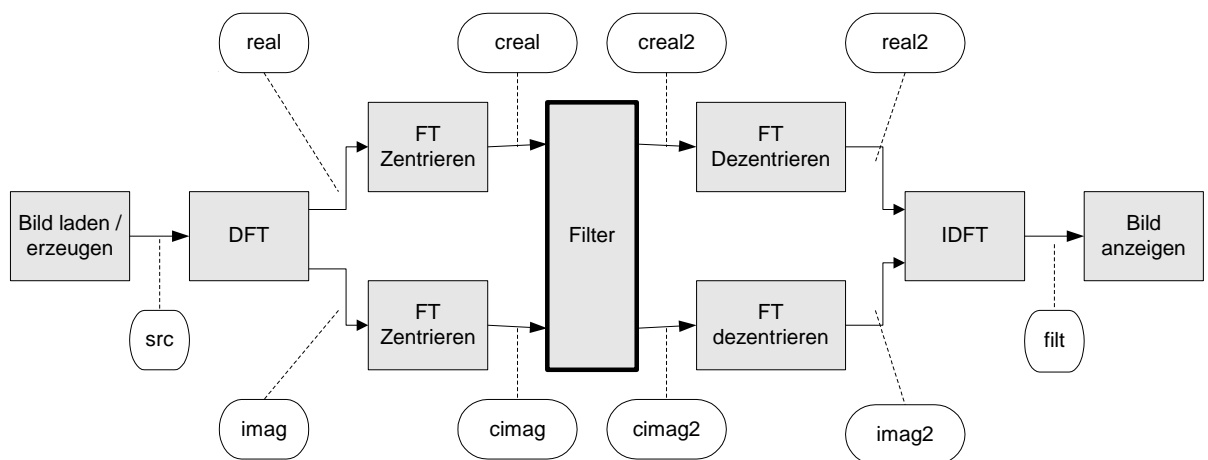 real
creal
creal2
real2
FT
Zentrieren
FT
Dezentrieren
Bild laden /
erzeugen
DFT
Filter
IDFT
Bild
anzeigen
FT
Zentrieren
FT
dezentrieren
src
filt
imag
cimag
cimag2
imag2